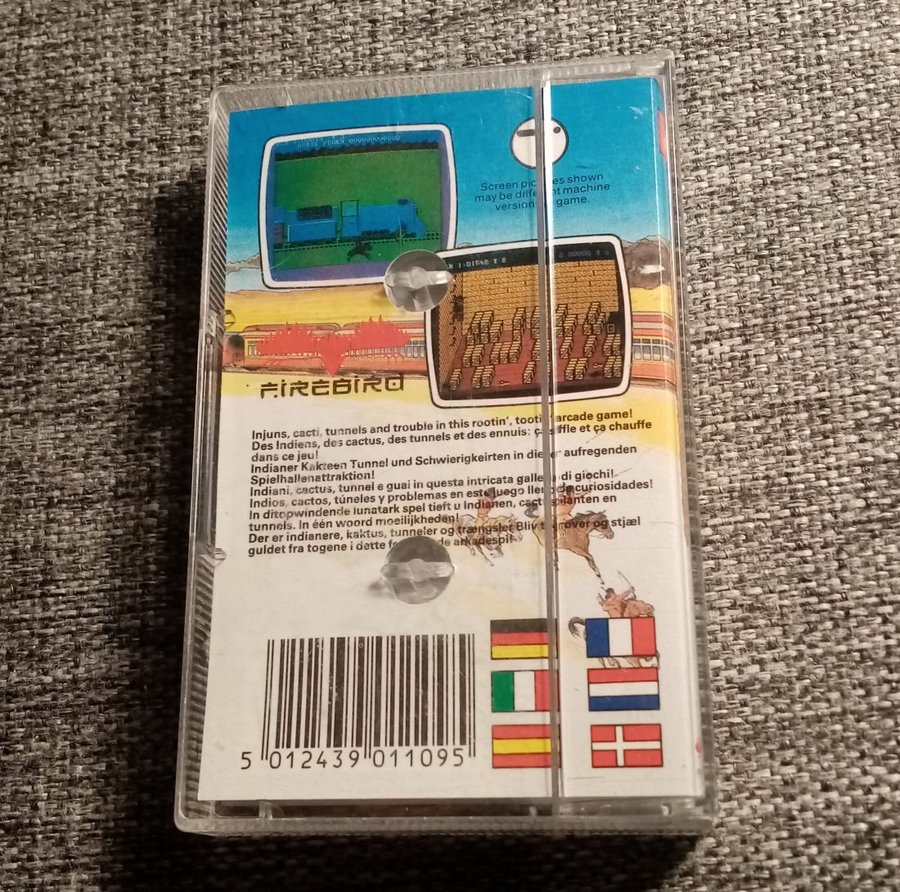 Screen pictures shown
may be different machine
version of game.
FIREBIRD
Injuns, cacti, tunnels and trouble in this rootin', tootin' arcade game!
Des Indiens, des cactus, des tunnels et des ennuis: ça siffle et ça chauffe
dans ce jeu!
Indianer Kakteen Tunnel und Schwierigkeirten in dieser aufregenden
Spielhallenattraktion!
Indiani, cactus, tunnel e guai in questa intricata galleria di giochi!
Indios, cactos, túneles y problemas en este juego lleno de curiosidades!
In ditopwindende lunatark spel tieft u Indianen, cactusplanten en
tunnels. In één woord moeilijkheden!
Der er indianere, kaktus, tunneler og trængsler Bliv togrøver og stjæl
guldet fra togene i dette arkadespil!
5 012439 011095